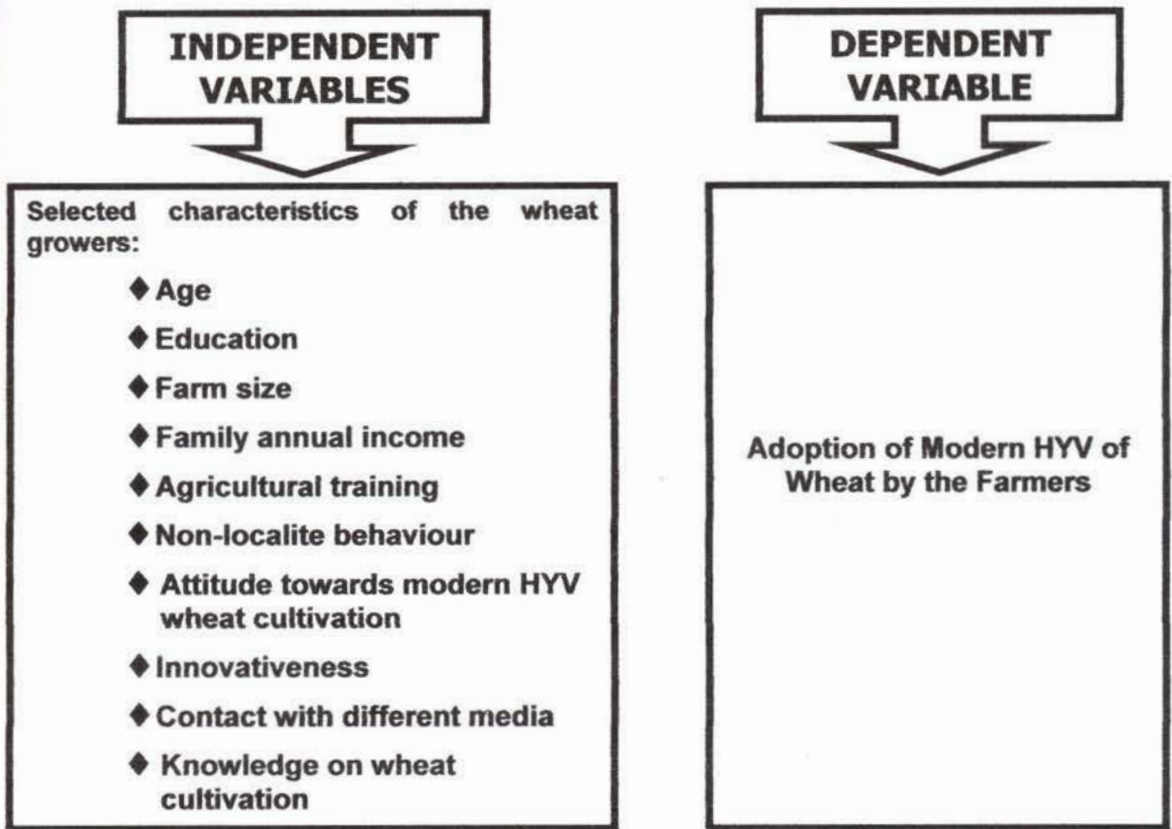 INDEPENDENT
VARIABLES
Selected characteristics of the wheat
growers:
♦ Age
♦ Education
♦ Farm size
♦ Family annual income
♦ Agricultural training
♦ Non-localite behaviour
♦ Attitude towards modern HYV
wheat cultivation
♦ Innovativeness
♦ Contact with different media
♦ Knowledge on wheat
cultivation
DEPENDENT
VARIABLE
Adoption of Modern HYV of
Wheat by the Farmers